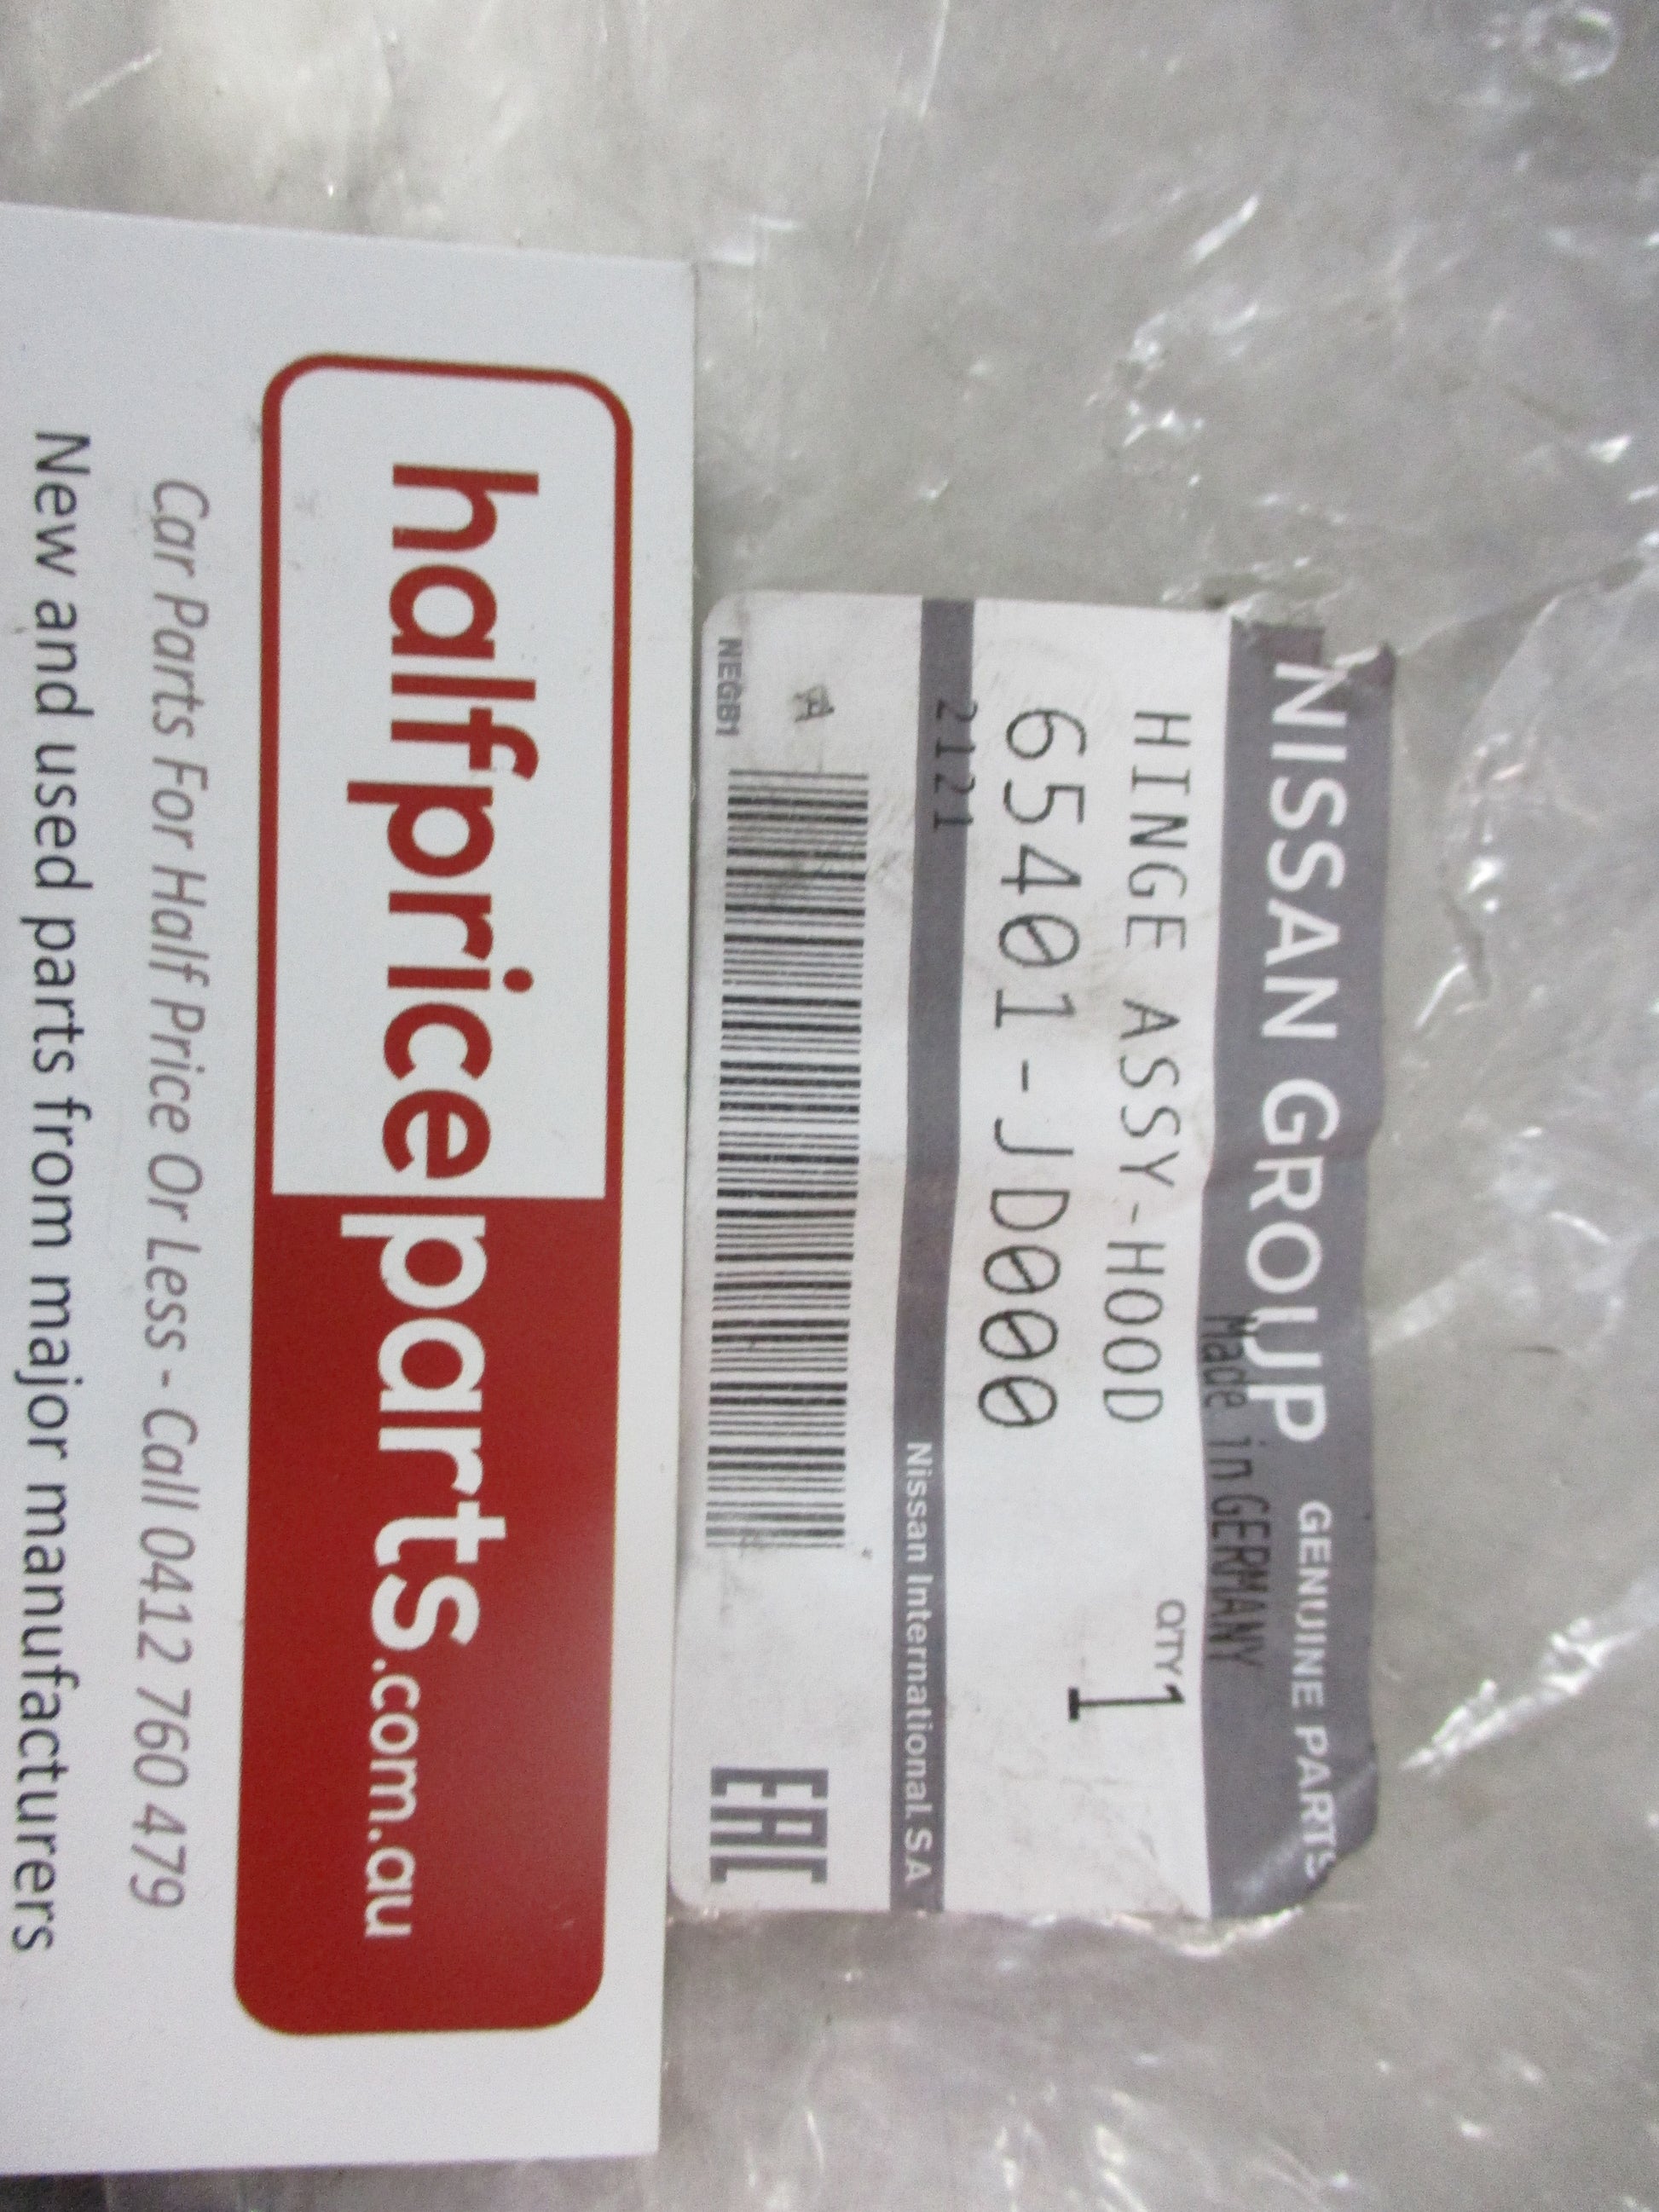 NISSAN GROUP GENUINE PARTS
Made in GERMANY
HINGE ASSY-HOOD
QTY 1
65401-JD000
2121
Nissan International SA
NEGB1
EAC
halfpriceparts.com.au
Car Parts For Half Price Or Less - Call 0412 760 479
New and used parts from major manufacturers